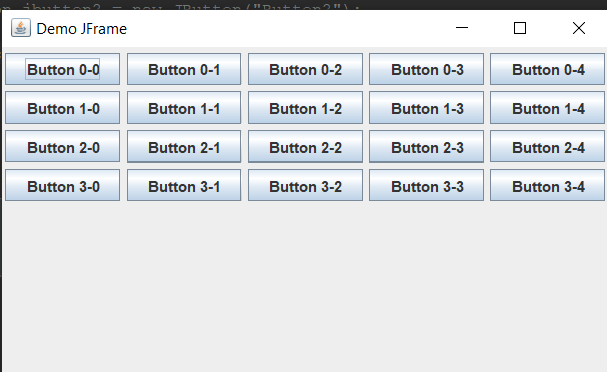 jbutton2 = new JButton("Button2");
Demo JFrame
Button 0-0 Button 0-1 Button 0-2 Button 0-3 Button 0-4
Button 1-0 Button 1-1 Button 1-2 Button 1-3 Button 1-4
Button 2-0 Button 2-1 Button 2-2 Button 2-3 Button 2-4
Button 3-0 Button 3-1 Button 3-2 Button 3-3 Button 3-4